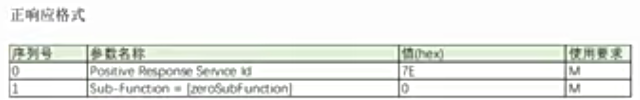 正响应格式
序列号 参数名称 值(hex) 使用要求
0 Positive Response Service Id 7E M
1 Sub-Function = [zeroSubFunction] 0 M